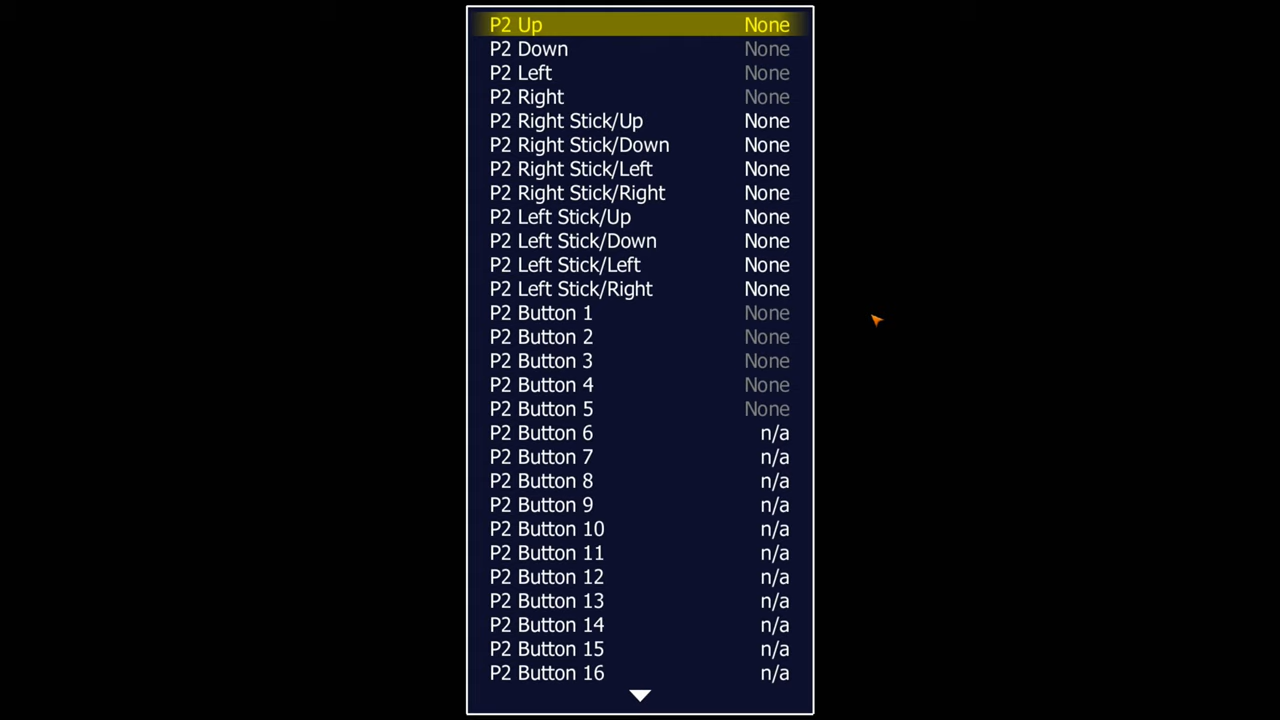 P2 Up None
P2 Down None
P2 Left None
P2 Right None
P2 Right Stick/Up None
P2 Right Stick/Down None
P2 Right Stick/Left None
P2 Right Stick/Right None
P2 Left Stick/Up None
P2 Left Stick/Down None
P2 Left Stick/Left None
P2 Left Stick/Right None
P2 Button 1 None
P2 Button 2 None
P2 Button 3 None
P2 Button 4 None
P2 Button 5 None
P2 Button 6 n/a
P2 Button 7 n/a
P2 Button 8 n/a
P2 Button 9 n/a
P2 Button 10 n/a
P2 Button 11 n/a
P2 Button 12 n/a
P2 Button 13 n/a
P2 Button 14 n/a
P2 Button 15 n/a
P2 Button 16 n/a